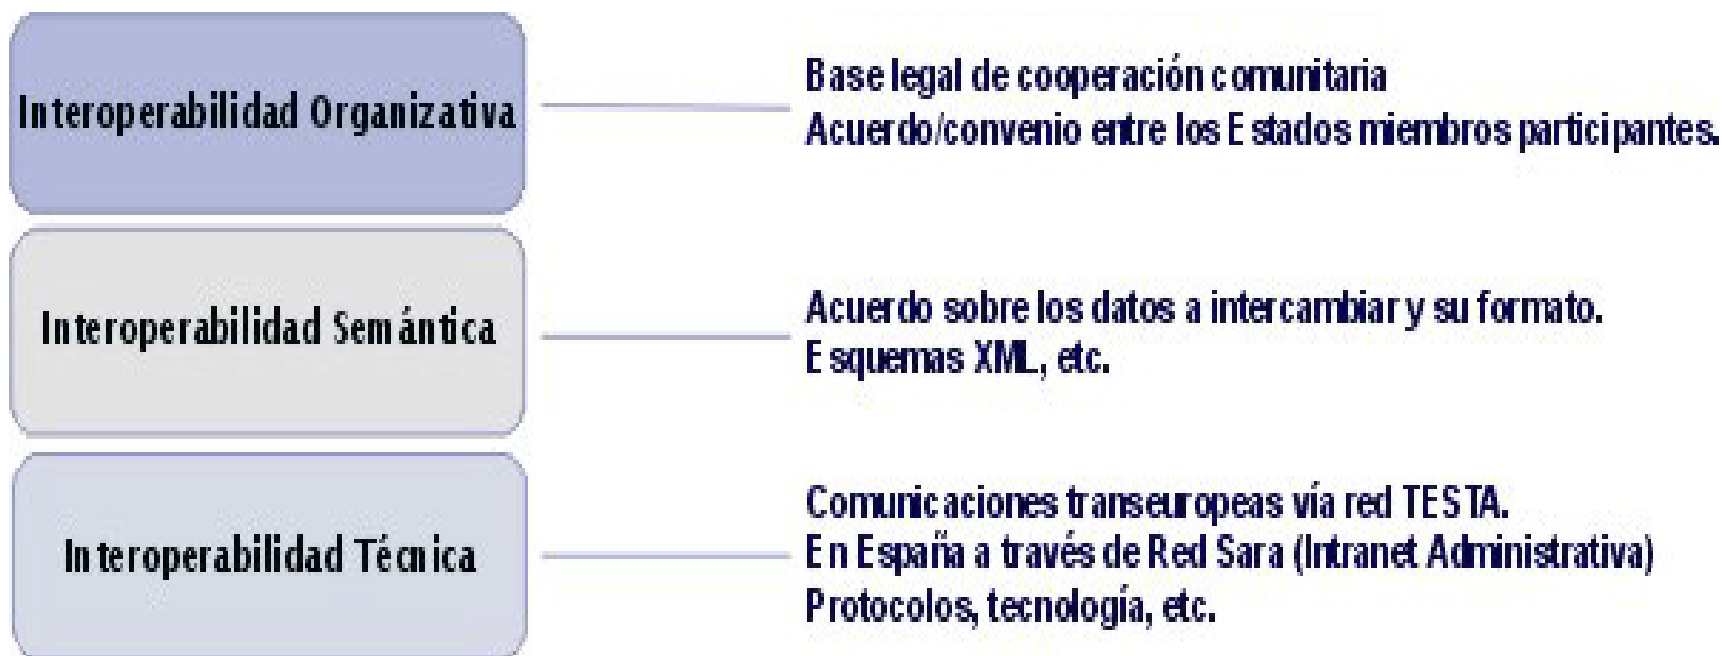 Interoperabilidad Organizativa
Base legal de cooperación comunitaria
Acuerdo/convenio entre los Estados miembros participantes.
Interoperabilidad Semántica
Acuerdo sobre los datos a intercambiar y su formato.
Esquemas XML, etc.
Interoperabilidad Técnica
Comunicaciones transeuropeas vía red TESTA.
En España a través de Red Sara (Intranet Administrativa)
Protocolos, tecnología, etc.